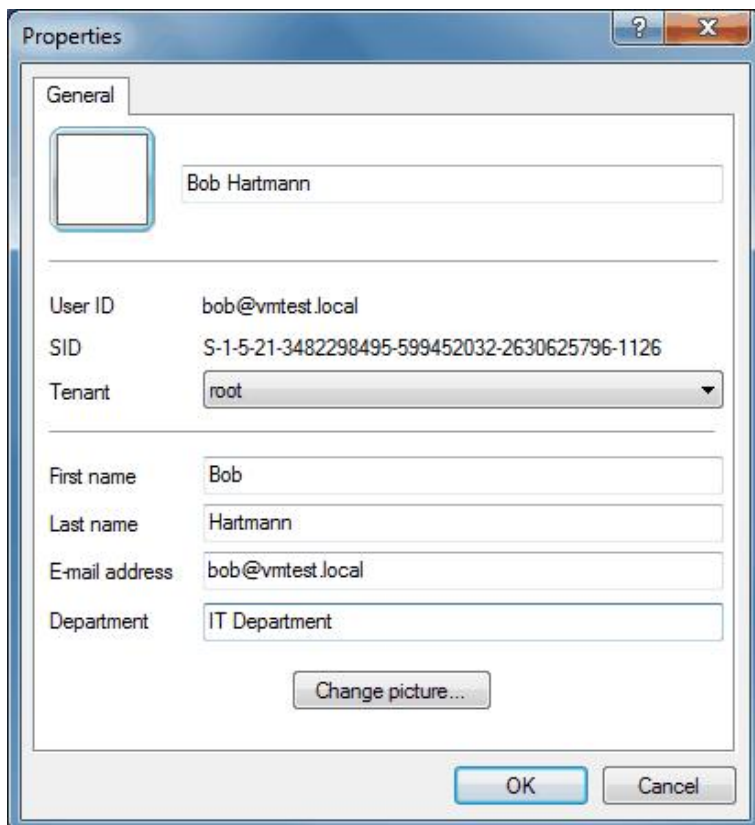 Properties
?
X
General
Bob Hartmann
User ID bob@vmtest.local
SID S-1-5-21-3482298495-599452032-2630625796-1126
Tenant root
First name Bob
Last name Hartmann
E-mail address bob@vmtest.local
Department IT Department
Change picture...
OK Cancel